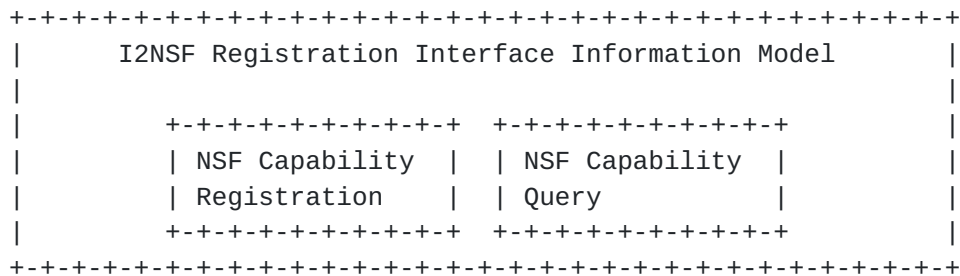 +-+-+-+-+-+-+-+-+-+-+-+-+-+-+-+-+-+-+-+-+-+-+-+-+-+-+-+-+-+-+
|      I2NSF Registration Interface Information Model       |
|                                                           |
|         +-+-+-+-+-+-+-+-+-+  +-+-+-+-+-+-+-+-+-+          |
|         | NSF Capability  |  | NSF Capability  |          |
|         | Registration    |  | Query           |          |
|         +-+-+-+-+-+-+-+-+-+  +-+-+-+-+-+-+-+-+-+          |
+-+-+-+-+-+-+-+-+-+-+-+-+-+-+-+-+-+-+-+-+-+-+-+-+-+-+-+-+-+-+